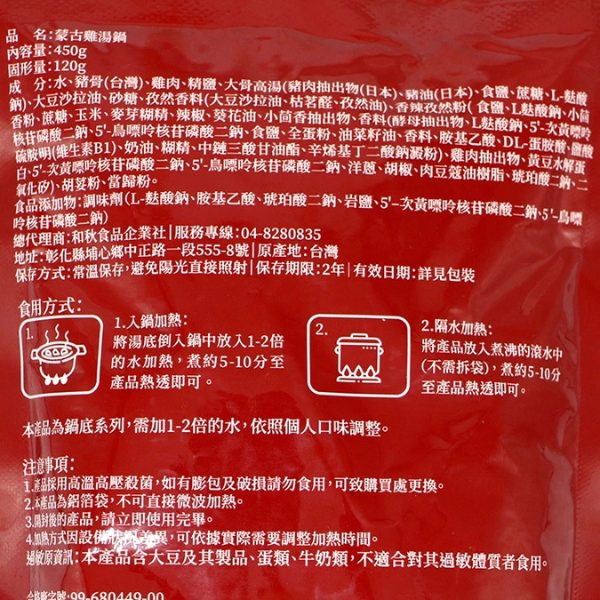 品 名:蒙古雞湯鍋
內容量:450g
固形量:120g
成 分:水、豬骨(台灣)、雞肉、精鹽、大骨高湯(豬肉抽出物(日本)、豬油(日本)、食鹽、蔗糖、L-麩酸
鈉)、大豆沙拉油、砂糖、孜然香料(大豆沙拉油、枯茗醛、孜然油)、香辣孜然粉(食鹽、L麩酸鈉、小茴
香粉、蔗糖、玉米、麥芽糊精、辣椒、葵花油、小茴香抽出物、香料(酵母抽出物、L麩酸鈉、5'-次黃嘌呤
核苷磷酸二鈉、5'-鳥嘌呤核苷磷酸二鈉、食鹽、全蛋粉、油菜籽油、香料、胺基乙酸、DL-蛋胺酸、鹽酸
硫胺明(維生素B1)、奶油、糊精、中鏈三酸甘油酯、辛烯基丁二酸鈉澱粉)、雞肉抽出物、黃豆水解蛋
白、5'-次黃嘌呤核苷磷酸二鈉、5'-鳥嘌呤核苷磷酸二鈉、洋蔥、胡椒、肉豆蔻油樹脂、琥珀酸二鈉、二
氧化矽)、胡荽粉、當歸粉。
食品添加物:調味劑(L-麩酸鈉、胺基乙酸、琥珀酸二鈉、岩鹽、5'-次黃嘌呤核苷磷酸二鈉、5'-鳥嘌
呤核苷磷酸二鈉)
總代理商:和秋食品企業社|服務專線:04-8280835
地址:彰化縣埔心鄉中正路一段555-8號|原產地:台灣
保存方式:常溫保存,避免陽光直接照射|保存期限:2年|有效日期:詳見包裝
食用方式:
1.
1.入鍋加熱:
將湯底倒入鍋中放入1-2倍
的水加熱,煮約5-10分至
產品熱透即可。
2.
2.隔水加熱:
將產品放入煮沸的滾水中
(不需拆袋),煮約5-10分
至產品熱透即可。
本產品為鍋底系列,需加1-2倍的水,依照個人口味調整。
注意事項:
1.產品採用高溫高壓殺菌,如有膨包及破損請勿食用,可致購買處更換。
2.本產品為鋁箔袋,不可直接微波加熱。
3.開封後的產品,請立即使用完畢。
4.加熱方式因設備狀況差異,可依據實際需要調整加熱時間。
過敏原資訊:本產品含大豆及其製品、蛋類、牛奶類,不適合對其過敏體質者食用。
合格廠字號:99-680449-00